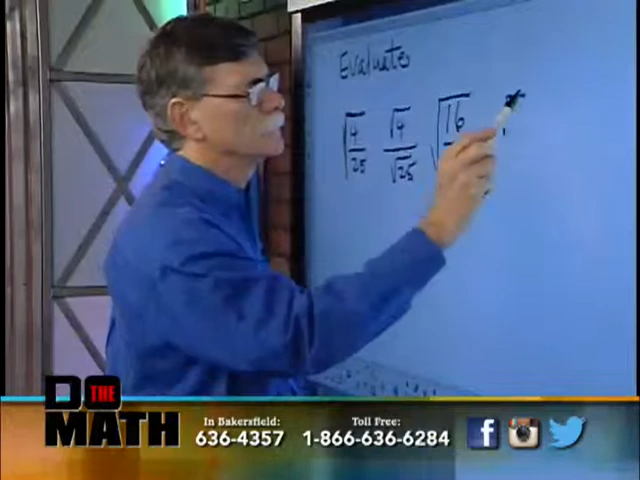 Evaluate
√4/25 √4/√25 √16
DO THE MATH
In Bakersfield: Toll Free:
636-4357 1-866-636-6284